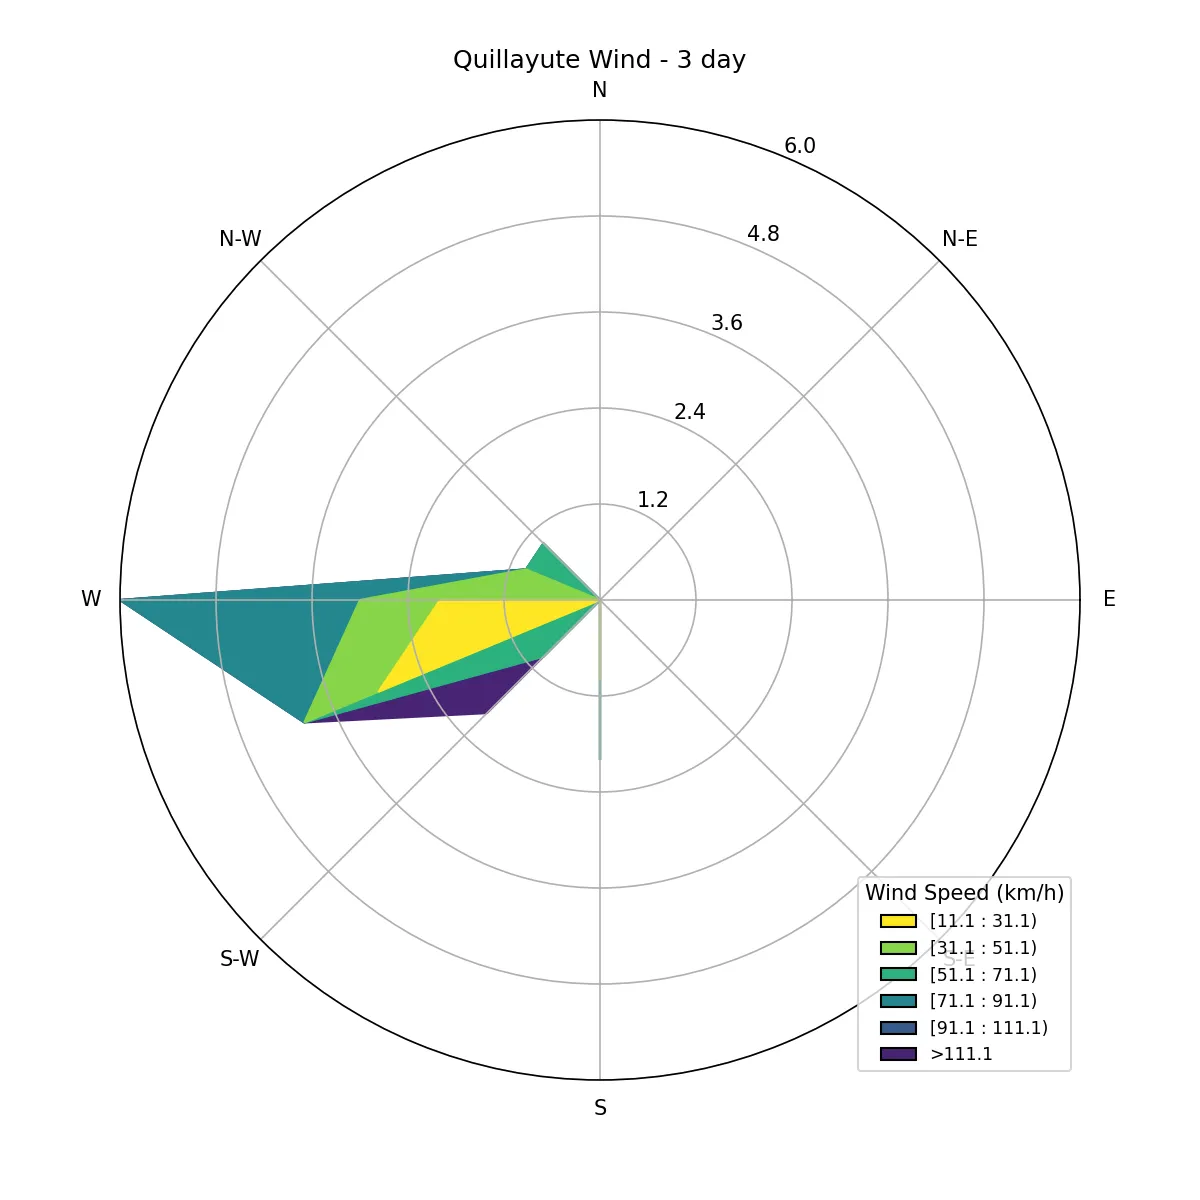 Quillayute Wind - 3 day
N
6.0
N-W
4.8
N-E
3.6
2.4
1.2
W
E
S-W
S-E
S
Wind Speed (km/h)
[11.1 : 31.1)
[31.1 : 51.1)
[51.1 : 71.1)
[71.1 : 91.1)
[91.1 : 111.1)
>111.1